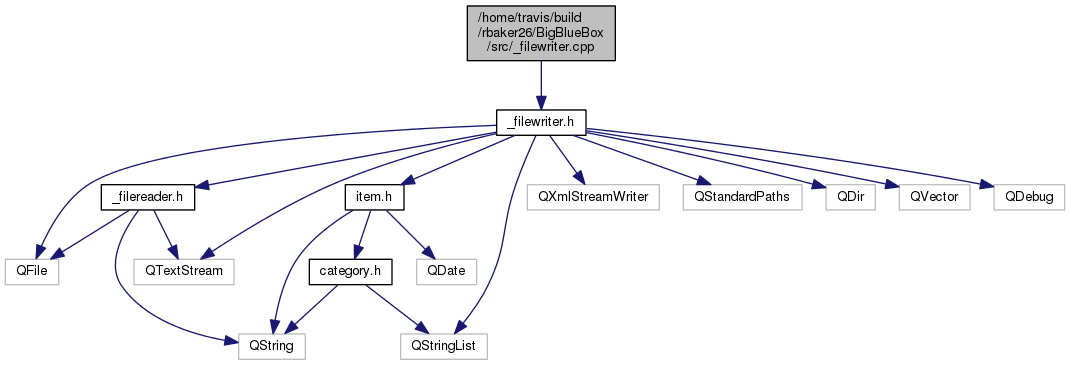 /home/travis/build
/rbaker26/BigBlueBox
/src/_filewriter.cpp
_filewriter.h
_filereader.h
item.h
QXmlStreamWriter
QStandardPaths
QDir
QVector
QDebug
QFile
QTextStream
category.h
QDate
QString
QStringList